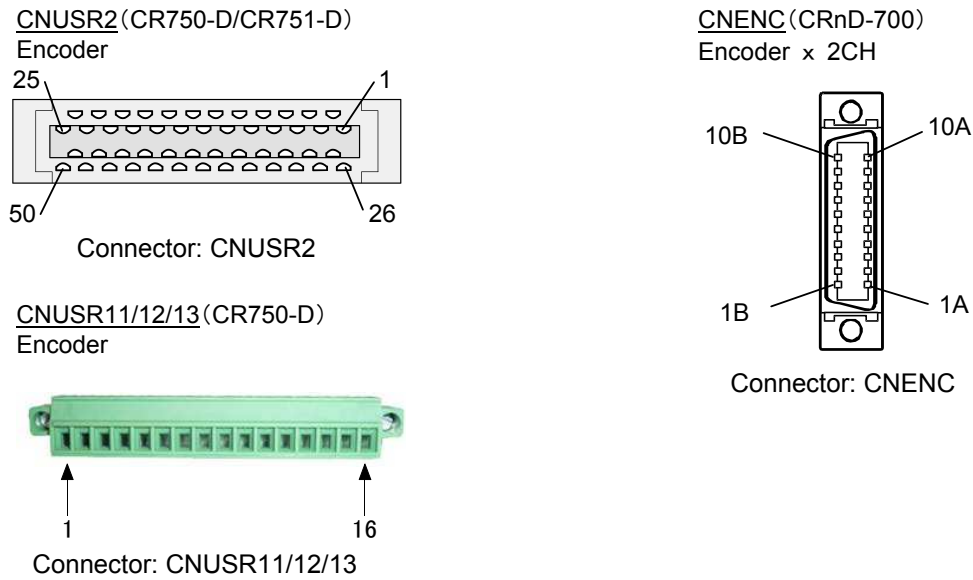 CNUSR2(CR750-D/CR751-D)
Encoder
25
1
50
26
Connector: CNUSR2
CNUSR11/12/13(CR750-D)
Encoder
1
16
Connector: CNUSR11/12/13
CNENC(CRnD-700)
Encoder x 2CH
10B
10A
1B
1A
Connector: CNENC